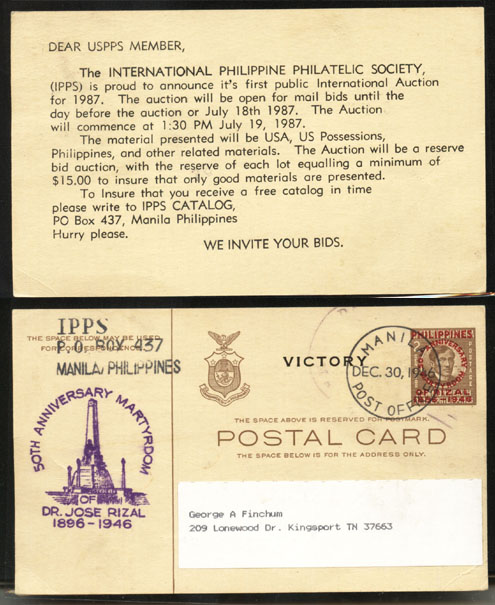 DEAR USPPS MEMBER,
The INTERNATIONAL PHILIPPINE PHILATELIC SOCIETY,
(IPPS) is proud to announce it's first public International Auction
for 1987. The auction will be open for mail bids until the
day before the auction or July 18th 1987. The Auction
will commence at 1:30 PM July 19, 1987.
The material presented will be USA, US Possessions,
Philippines, and other related materials. The Auction will be a reserve
bid auction, with the reserve of each lot equalling a minimum of
$15.00 to insure that only good materials are presented.
To Insure that you receive a free catalog in time
please write to IPPS CATALOG,
PO Box 437, Manila Philippines
Hurry please.
WE INVITE YOUR BIDS.
IPPS
THE SPACE BELOW MAY BE USED
P.O. BOX 437
FOR CORRESPONDENCE
MANILA, PHILIPPINES
50TH ANNIVERSARY MARTYRDOM
OF
DR. JOSE RIZAL
1896-1946
VICTORY
MANILA
DEC. 30, 1946
POST OFFICE
PHILIPPINES
RIZAL
1896-1946
THE SPACE ABOVE IS RESERVED FOR POSTMARK.
POSTAL CARD
THE SPACE BELOW IS FOR THE ADDRESS ONLY.
George A Finchum
209 Lonewood Dr. Kingsport TN 37663